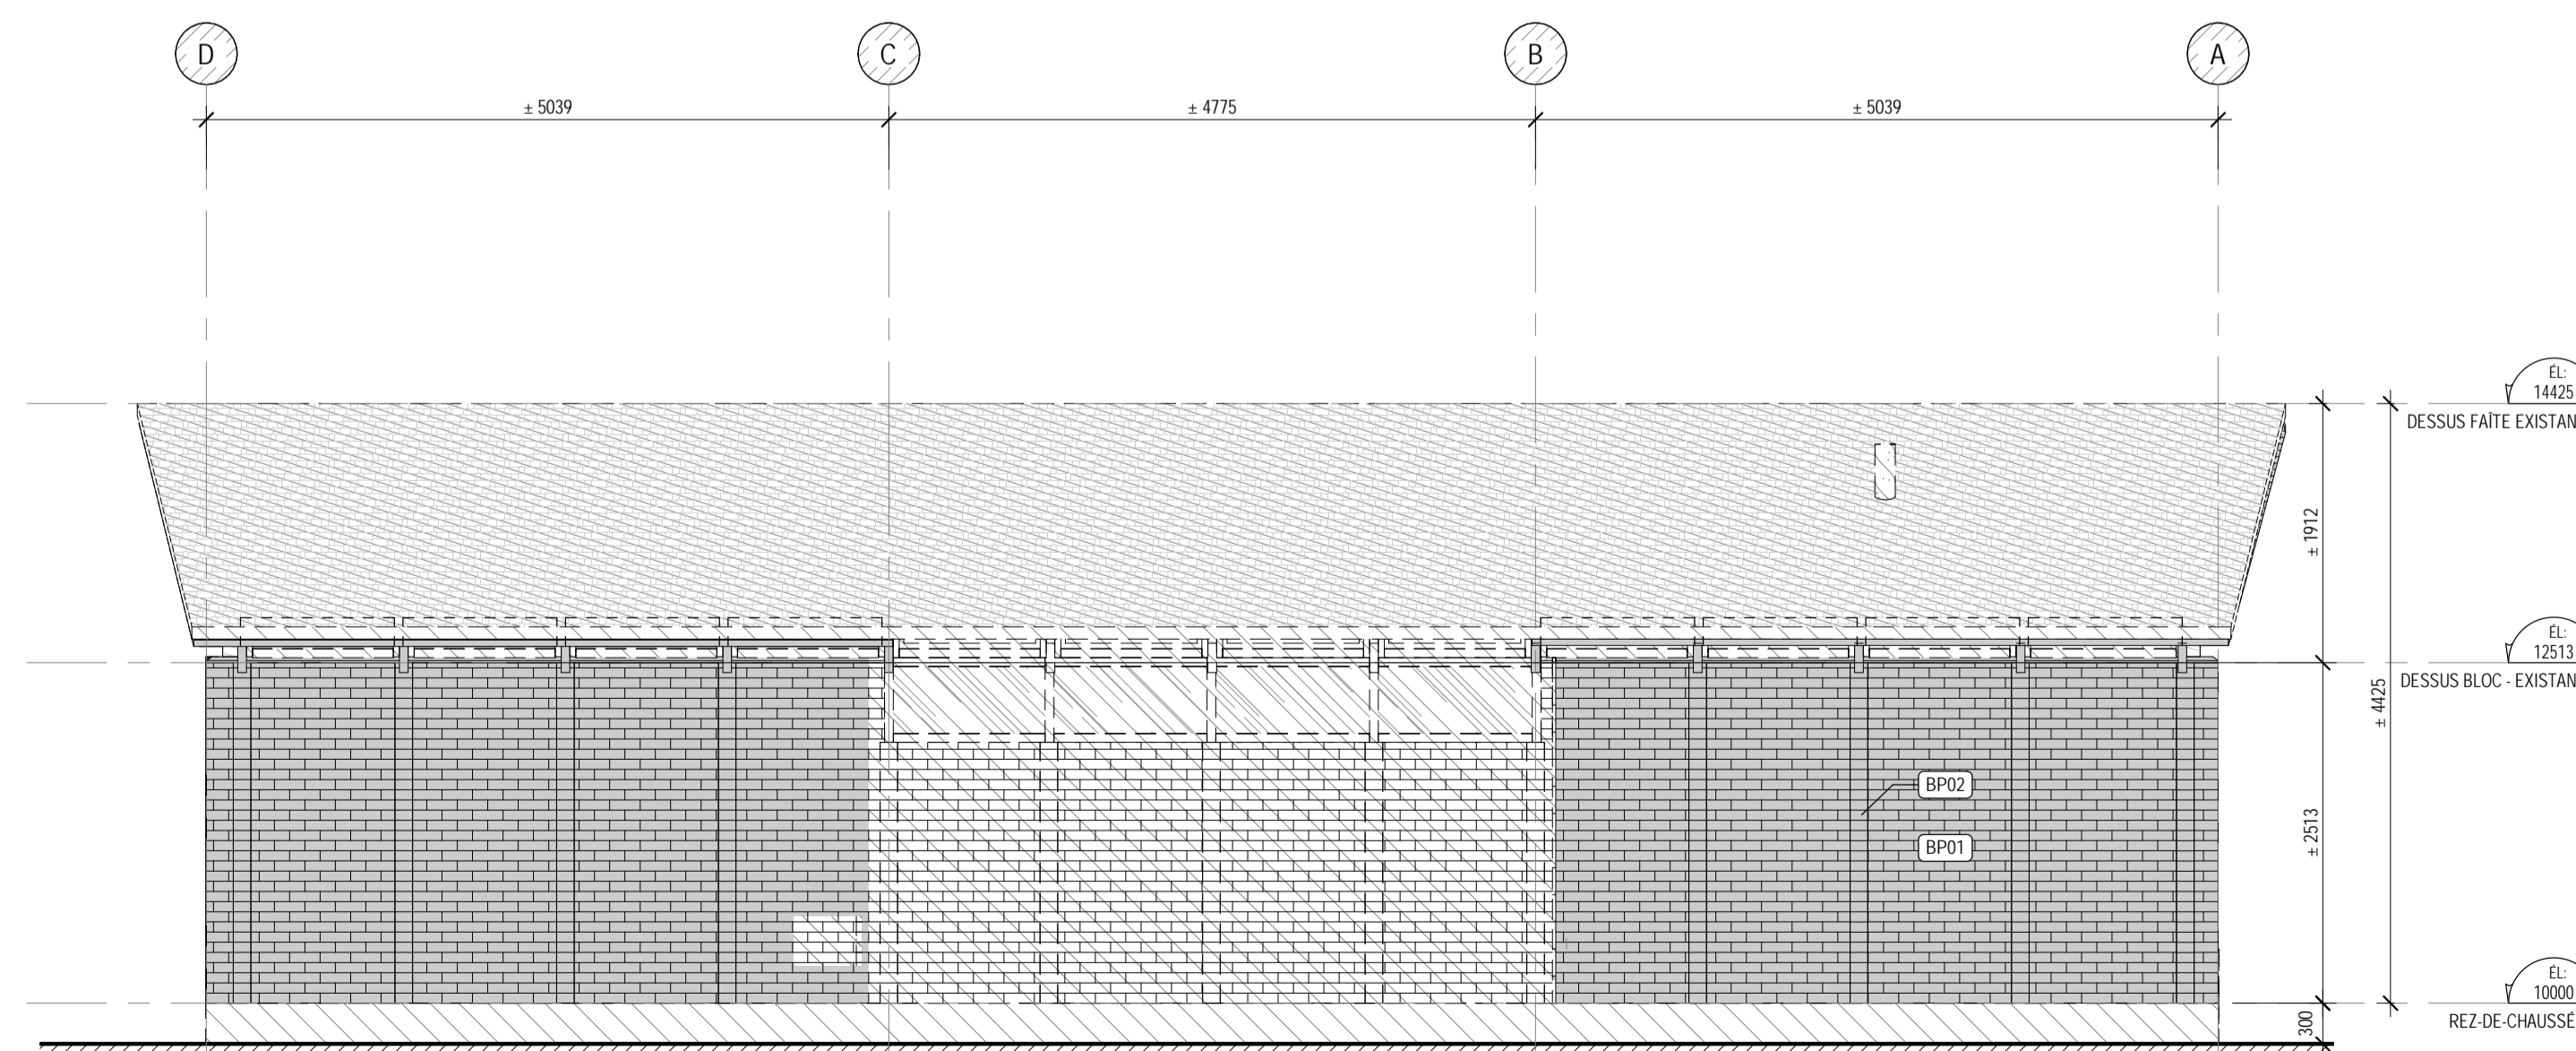 D
C
B
A
± 5039
± 4775
± 5039
ÉL:
14425
DESSUS FAÎTE EXISTAN
± 1912
ÉL:
12513
DESSUS BLOC - EXISTAN
± 4425
BP02
± 2513
BP01
ÉL:
10000
REZ-DE-CHAUSSÉ
300